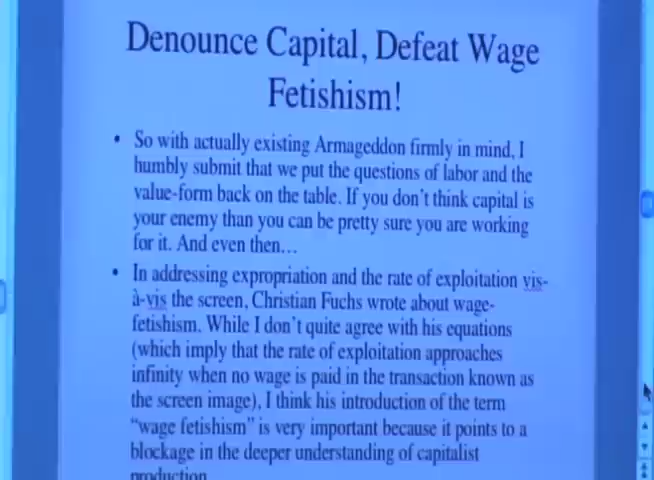 Denounce Capital, Defeat Wage
Fetishism!
• So with actually existing Armageddon firmly in mind, I
humbly submit that we put the questions of labor and the
value-form back on the table. If you don't think capital is
your enemy than you can be pretty sure you are working
for it. And even then…
• In addressing expropriation and the rate of exploitation vis-
à-vis the screen, Christian Fuchs wrote about wage-
fetishism. While I don't quite agree with his equations
(which imply that the rate of exploitation approaches
infinity when no wage is paid in the transaction known as
the screen image), I think his introduction of the term
"wage fetishism" is very important because it points to a
blockage in the deeper understanding of capitalist
production